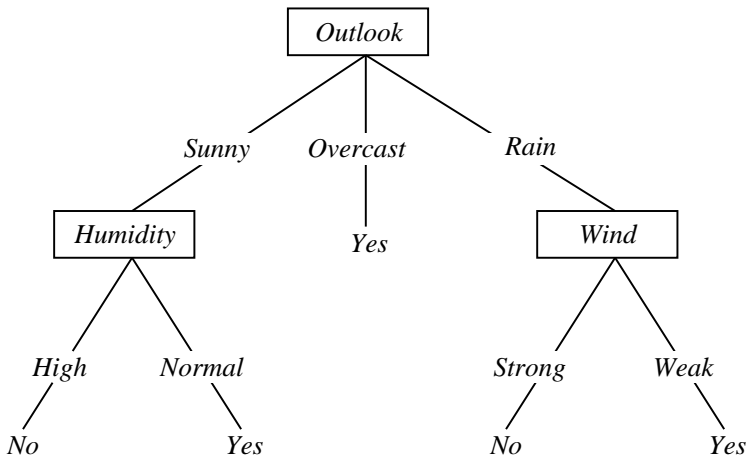 Outlook
Sunny Overcast Rain
Humidity Yes Wind
High Normal Strong Weak
No Yes No Yes